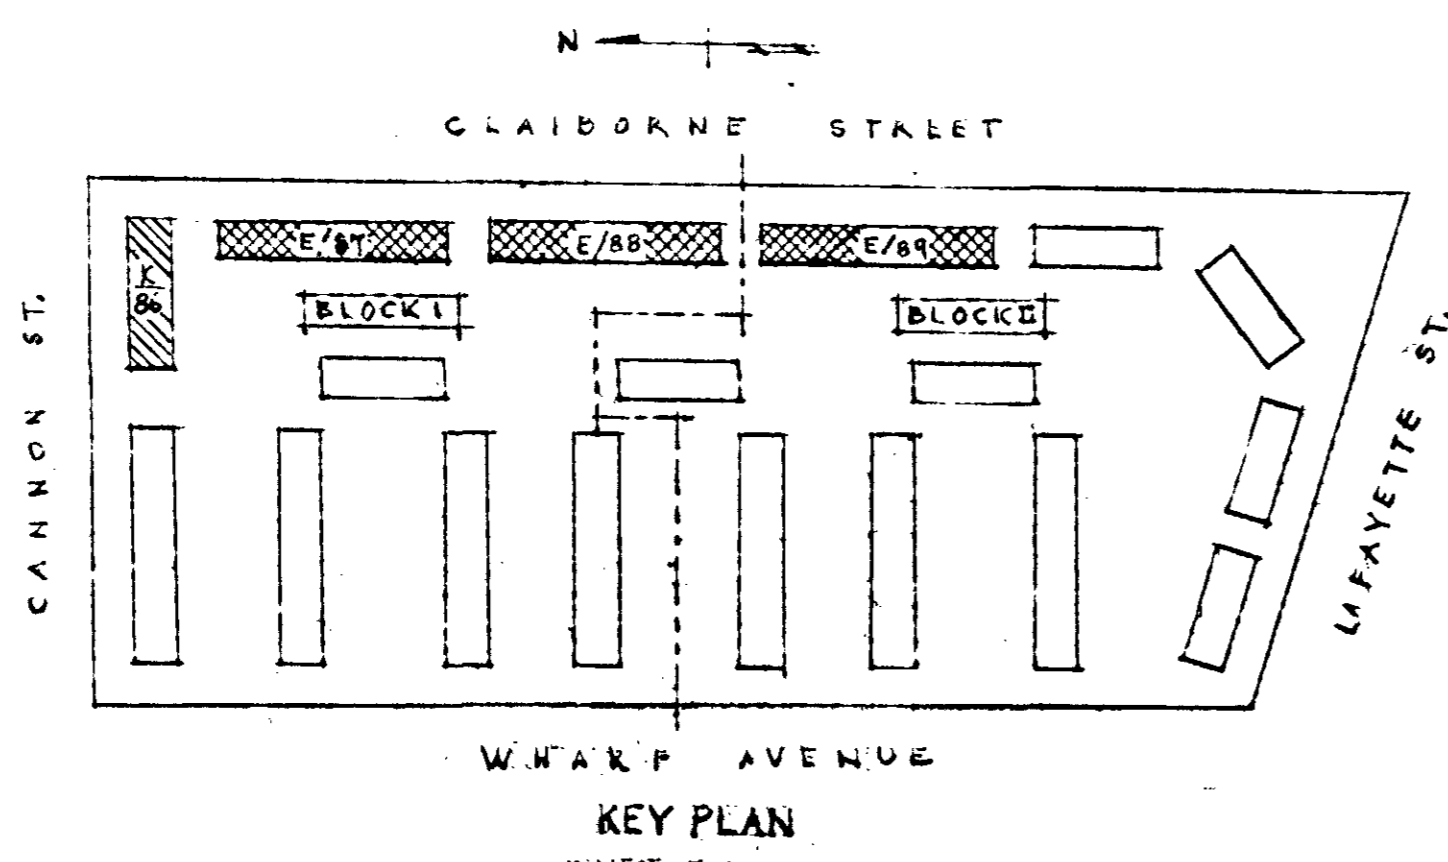 N
CLAIBORNE STREET
E/87
E/88
E/89
K
86
BLOCK I
BLOCK II
CANNON ST.
LAFAYETTE ST.
WHARF AVENUE
KEY PLAN